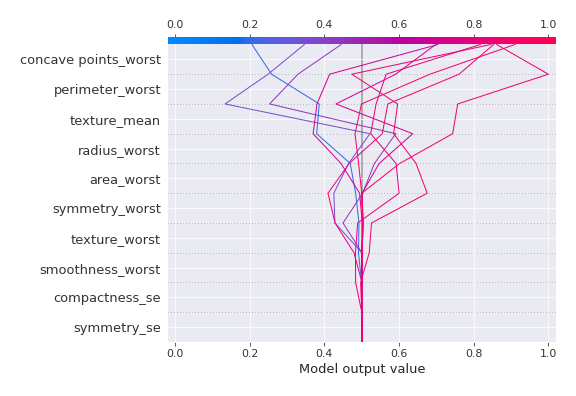 0.0 0.2 0.4 0.6 0.8 1.0
concave points_worst
perimeter_worst
texture_mean
radius_worst
area_worst
symmetry_worst
texture_worst
smoothness_worst
compactness_se
symmetry_se
0.0 0.2 0.4 0.6 0.8 1.0
Model output value